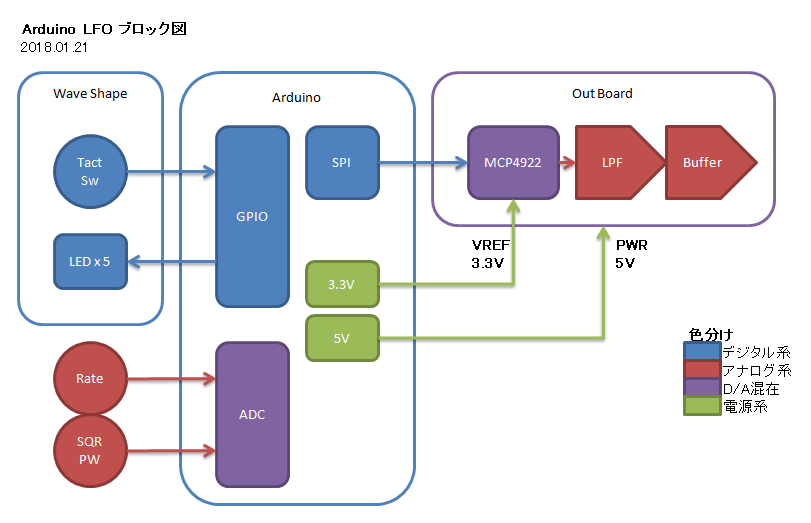 Arduino LFO ブロック図
2018.01.21
Wave Shape
Arduino
Out Board
Tact
Sw
GPIO
SPI
MCP4922
LPF
Buffer
LED x 5
VREF
3.3V
PWR
5V
3.3V
5V
Rate
ADC
SQR
PW
色分け
デジタル系
アナログ系
D/A混在
電源系